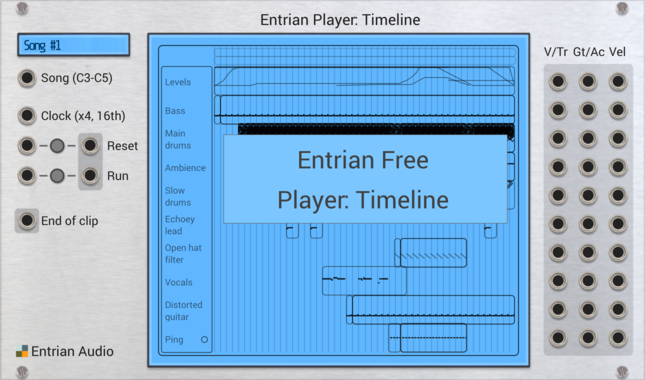 Entrian Player: Timeline
Song #1
Song (C3-C5)
Clock (x4, 16th)
Reset
Run
End of clip
Entrian Audio
Levels
Bass
Main
drums
Ambience
Slow
drums
Echoey
lead
Open hat
filter
Vocals
Distorted
guitar
Ping
Entrian Free
Player: Timeline
V/Tr Gt/Ac Vel